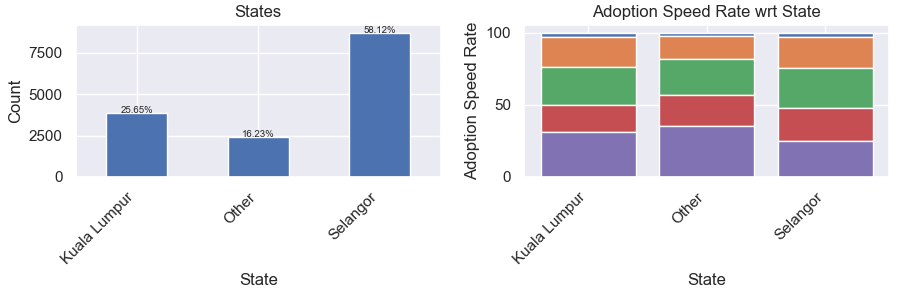 States
Count
7500
5000
2500
0
25.65%
16.23%
58.12%
Kuala Lumpur
Other
Selangor
State
Adoption Speed Rate wrt State
Adoption Speed Rate
100
50
0
Kuala Lumpur
Other
Selangor
State